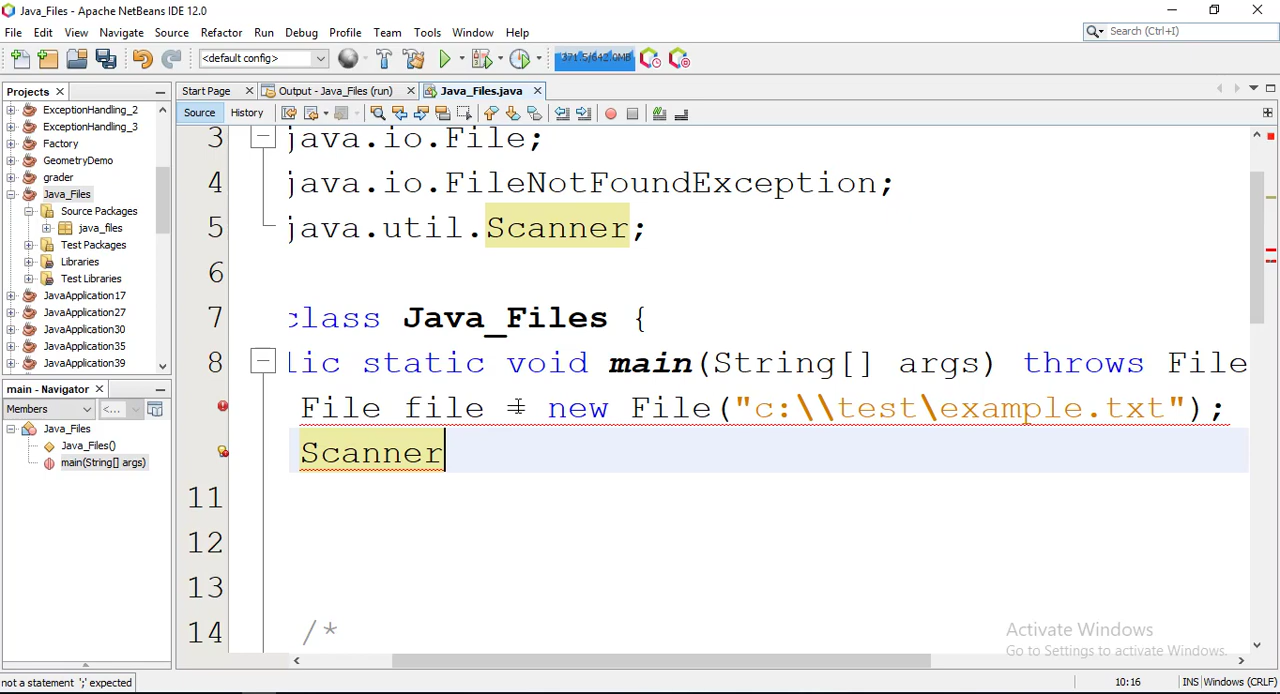 Java_Files - Apache NetBeans IDE 12.0
File Edit View Navigate Source Refactor Run Debug Profile Team Tools Window Help
Search (Ctrl+I)
<default config>
371.5/642.0MB
Projects
Start Page
Output - Java_Files (run)
Java_Files.java
Source
History
ExceptionHandling_2
ExceptionHandling_3
Factory
GeometryDemo
grader
Java_Files
Source Packages
java_files
Test Packages
Libraries
Test Libraries
JavaApplication17
JavaApplication27
JavaApplication30
JavaApplication35
JavaApplication39
main - Navigator
Members
<...
Java_Files
Java_Files()
main(String[] args)
3 java.io.File;
4 java.io.FileNotFoundException;
5 java.util.Scanner;
6
7 class Java_Files {
8 lic static void main(String[] args) throws File
File file = new File("c:\\test\example.txt");
Scanner
11
12
13
14 /*
Activate Windows
Go to Settings to activate Windows.
not a statement ';' expected
10:16
INS
Windows (CRLF)